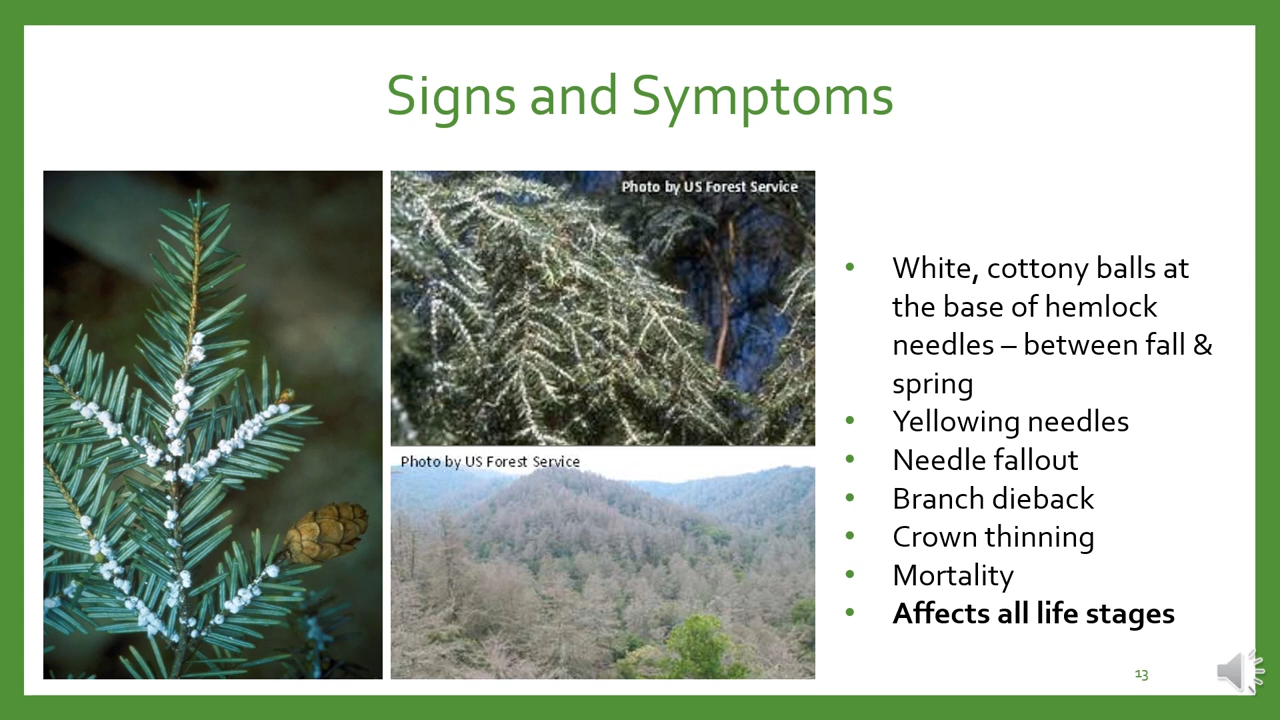 Signs and Symptoms
Photo by US Forest Service
Photo by US Forest Service
• White, cottony balls at
the base of hemlock
needles – between fall &
spring
• Yellowing needles
• Needle fallout
• Branch dieback
• Crown thinning
• Mortality
• Affects all life stages
13